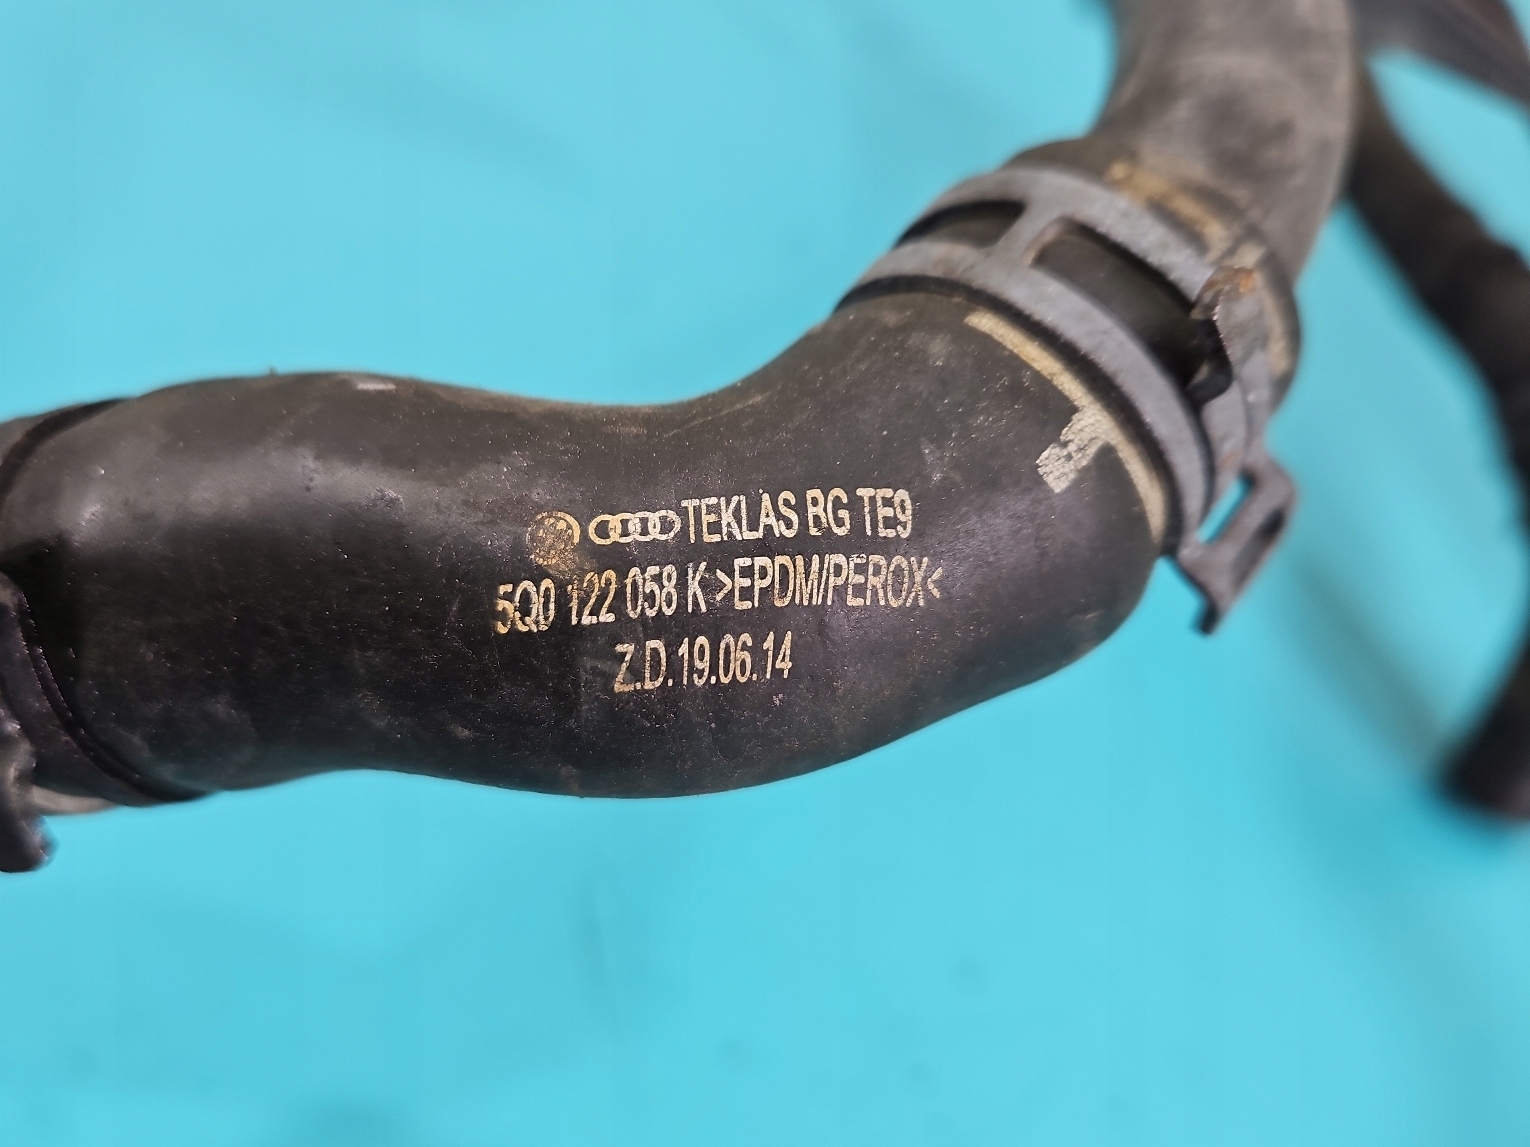 TEKLAS BG TE9
5Q0 122 058 K >EPDM/PEROX<
Z.D.19.06.14